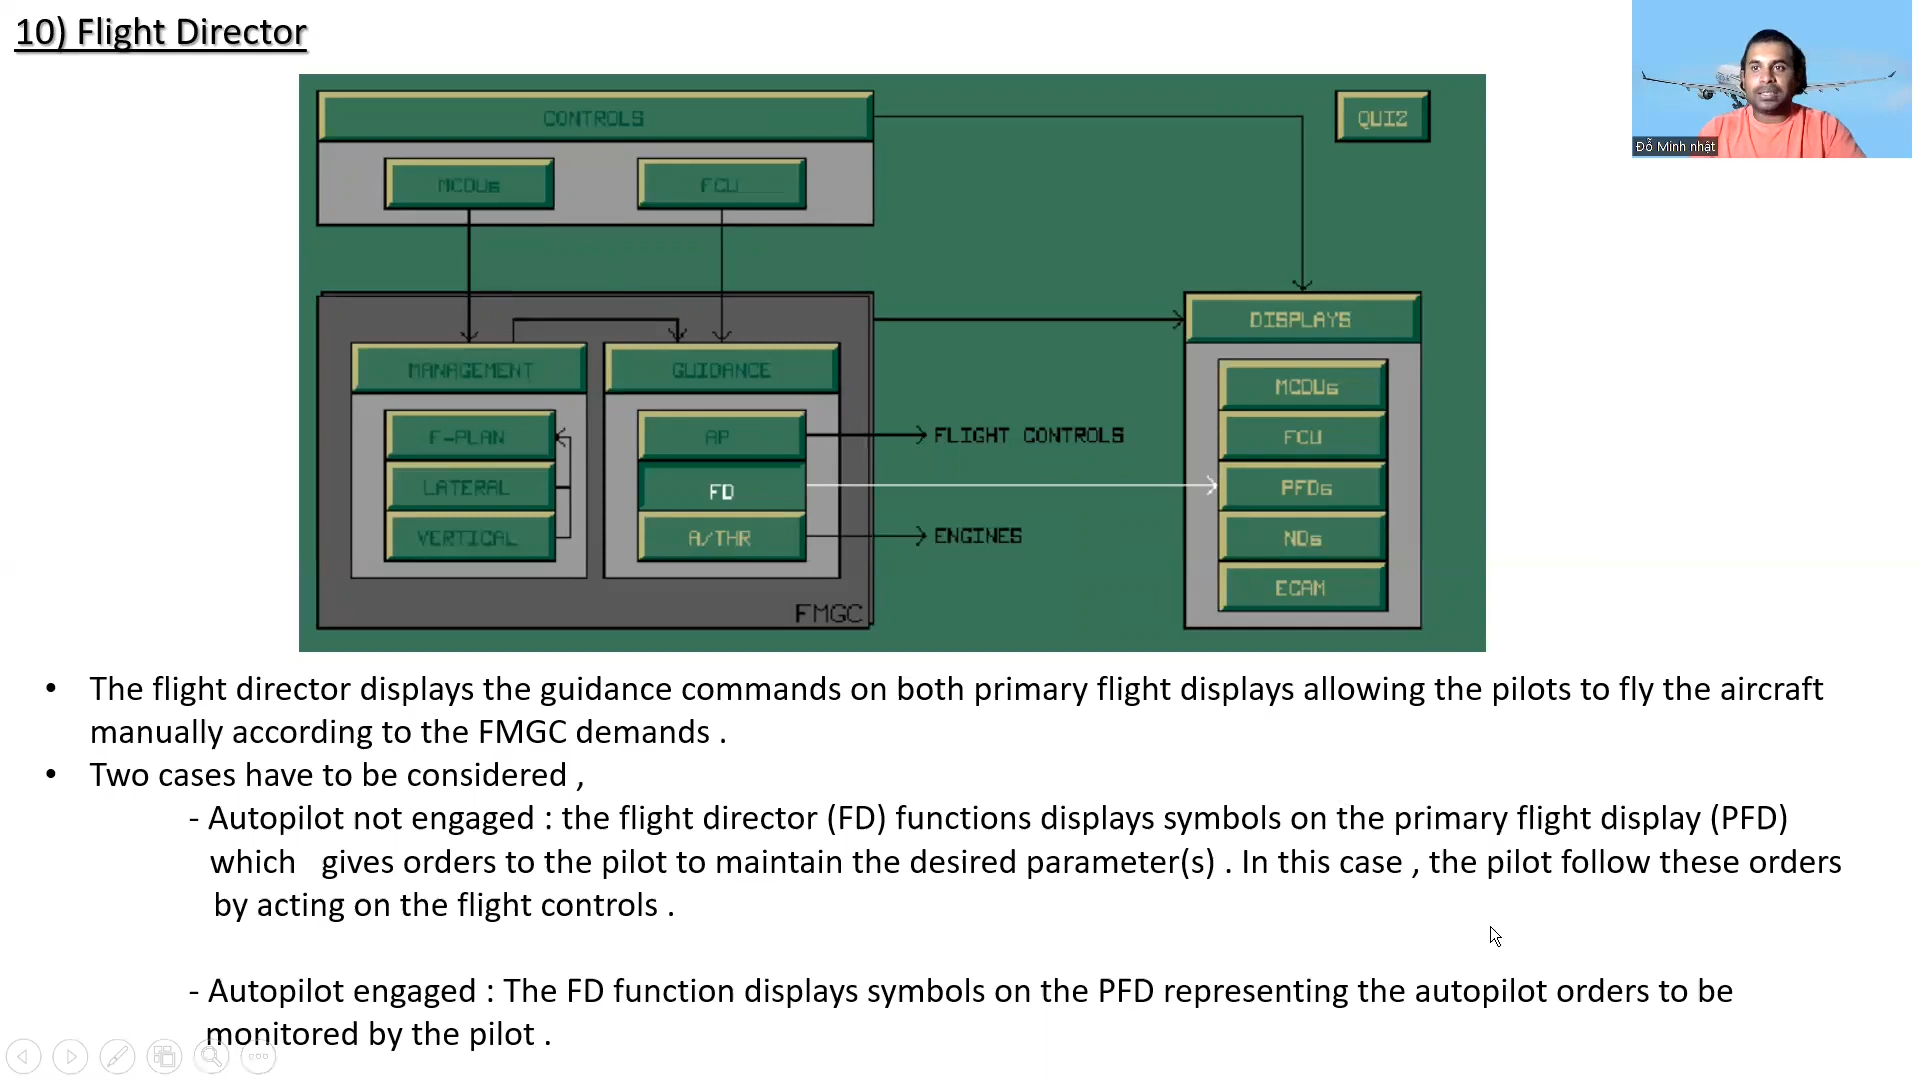 10) Flight Director
Đỗ Minh nhật
CONTROLS
QUIZ
MCDUs
FCU
DISPLAYS
MANAGEMENT
GUIDANCE
MCDUs
F-PLAN
AP
FLIGHT CONTROLS
FCU
LATERAL
FD
PFDs
VERTICAL
A/THR
ENGINES
NDs
ECAM
FMGC
• The flight director displays the guidance commands on both primary flight displays allowing the pilots to fly the aircraft
manually according to the FMGC demands .
• Two cases have to be considered ,
- Autopilot not engaged : the flight director (FD) functions displays symbols on the primary flight display (PFD)
which gives orders to the pilot to maintain the desired parameter(s) . In this case , the pilot follow these orders
by acting on the flight controls .
- Autopilot engaged : The FD function displays symbols on the PFD representing the autopilot orders to be
monitored by the pilot .